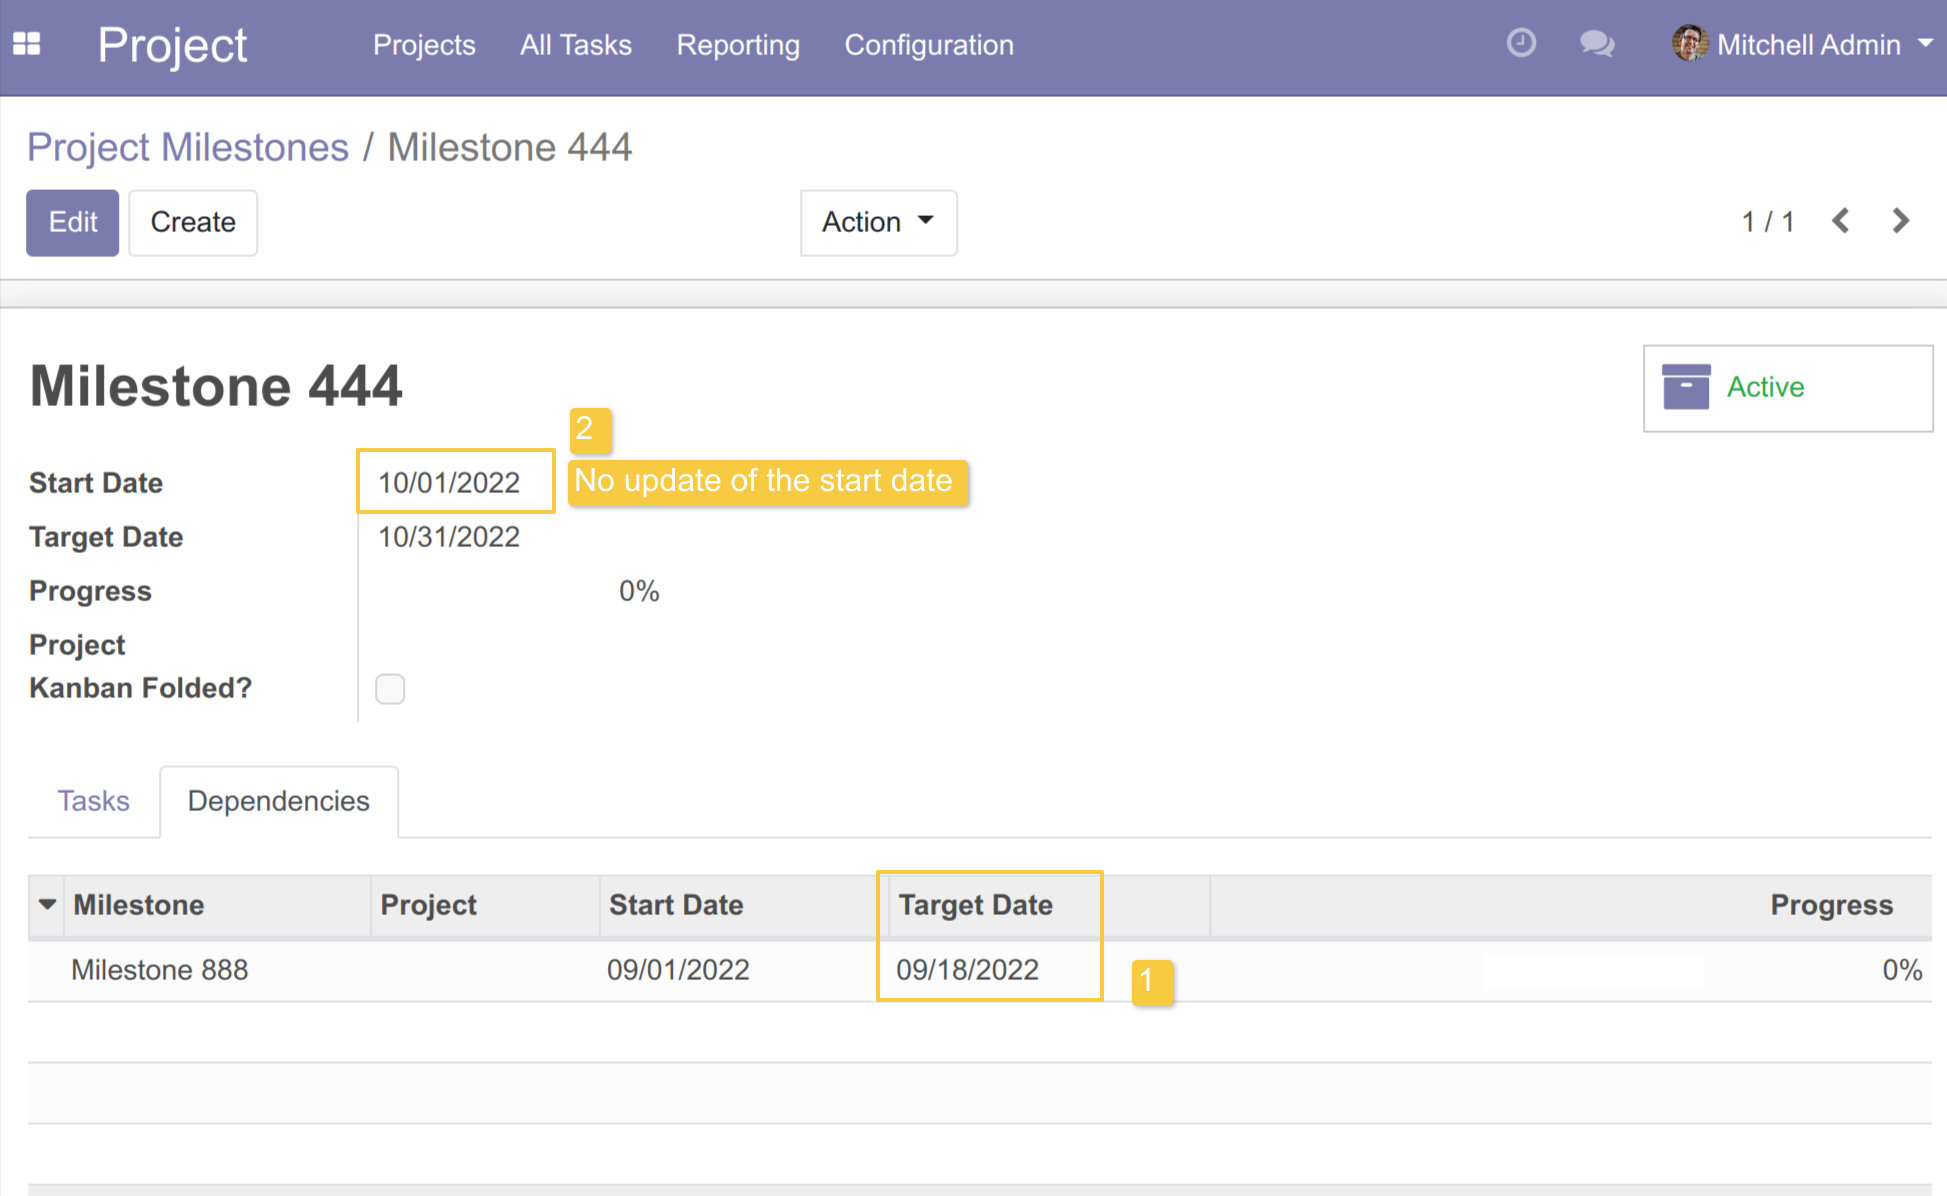 Project Projects All Tasks Reporting Configuration Mitchell Admin
Project Milestones / Milestone 444
Edit Create Action 1 / 1
Milestone 444
Active
2
Start Date 10/01/2022 No update of the start date
Target Date 10/31/2022
Progress 0%
Project
Kanban Folded?
Tasks Dependencies
Milestone Project Start Date Target Date Progress
Milestone 888 09/01/2022 09/18/2022 0%
1